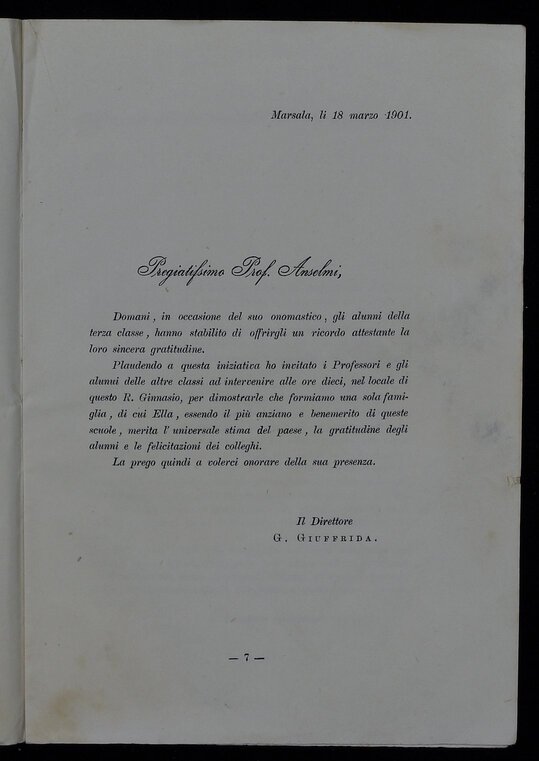 Marsala, li 18 marzo 1901.
Pregiatissimo Prof. Anselmi,
Domani, in occasione del suo onomastico, gli alunni della
terza classe, hanno stabilito di offrirgli un ricordo attestante la
loro sincera gratitudine.
Plaudendo a questa iniziativa ho invitato i Professori e gli
alunni delle altre classi ad intervenire alle ore dieci, nel locale di
questo R. Ginnasio, per dimostrarle che formiamo una sola fami-
glia, di cui Ella, essendo il più anziano e benemerito di queste
scuole, merita l'universale stima del paese, la gratitudine degli
alunni e le felicitazioni dei colleghi.
La prego quindi a volerci onorare della sua presenza.
Il Direttore
G. GIUFFRIDA.
— 7 —